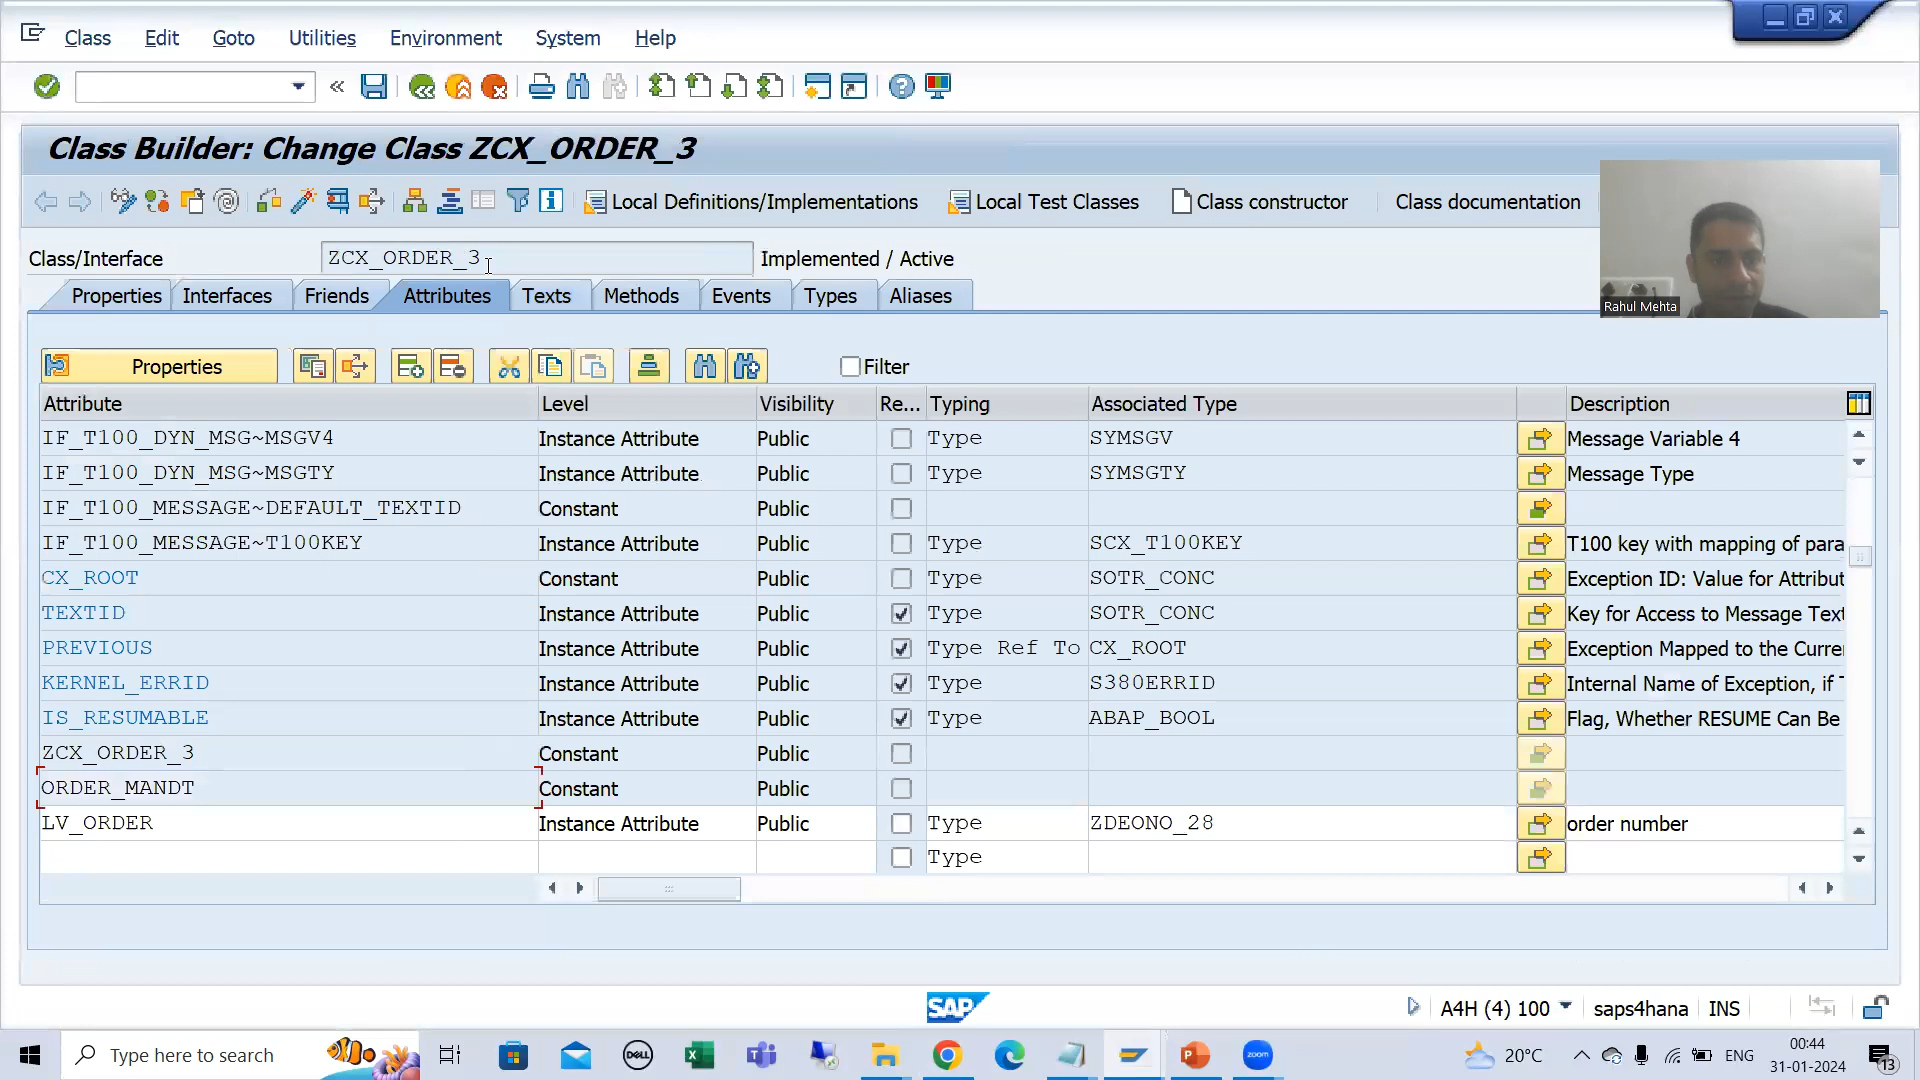 Class Edit Goto Utilities Environment System Help
Class Builder: Change Class ZCX_ORDER_3
Local Definitions/Implementations Local Test Classes Class constructor Class documentation
Class/Interface ZCX_ORDER_3 Implemented / Active
Properties Interfaces Friends Attributes Texts Methods Events Types Aliases
Rahul Mehta
Properties Filter
Attribute Level Visibility Re... Typing Associated Type Description
IF_T100_DYN_MSG~MSGV4 Instance Attribute Public Type SYMSGV Message Variable 4
IF_T100_DYN_MSG~MSGTY Instance Attribute Public Type SYMSGTY Message Type
IF_T100_MESSAGE~DEFAULT_TEXTID Constant Public
IF_T100_MESSAGE~T100KEY Instance Attribute Public Type SCX_T100KEY T100 key with mapping of para
CX_ROOT Constant Public Type SOTR_CONC Exception ID: Value for Attribut
TEXTID Instance Attribute Public Type SOTR_CONC Key for Access to Message Text
PREVIOUS Instance Attribute Public Type Ref To CX_ROOT Exception Mapped to the Curre
KERNEL_ERRID Instance Attribute Public Type S380ERRID Internal Name of Exception, if
IS_RESUMABLE Instance Attribute Public Type ABAP_BOOL Flag, Whether RESUME Can Be
ZCX_ORDER_3 Constant Public
ORDER_MANDT Constant Public
LV_ORDER Instance Attribute Public Type ZDEONO_28 order number
Type
SAP A4H (4) 100 saps4hana INS
Type here to search DELL zoom 20°C ENG 00:44
31-01-2024 13